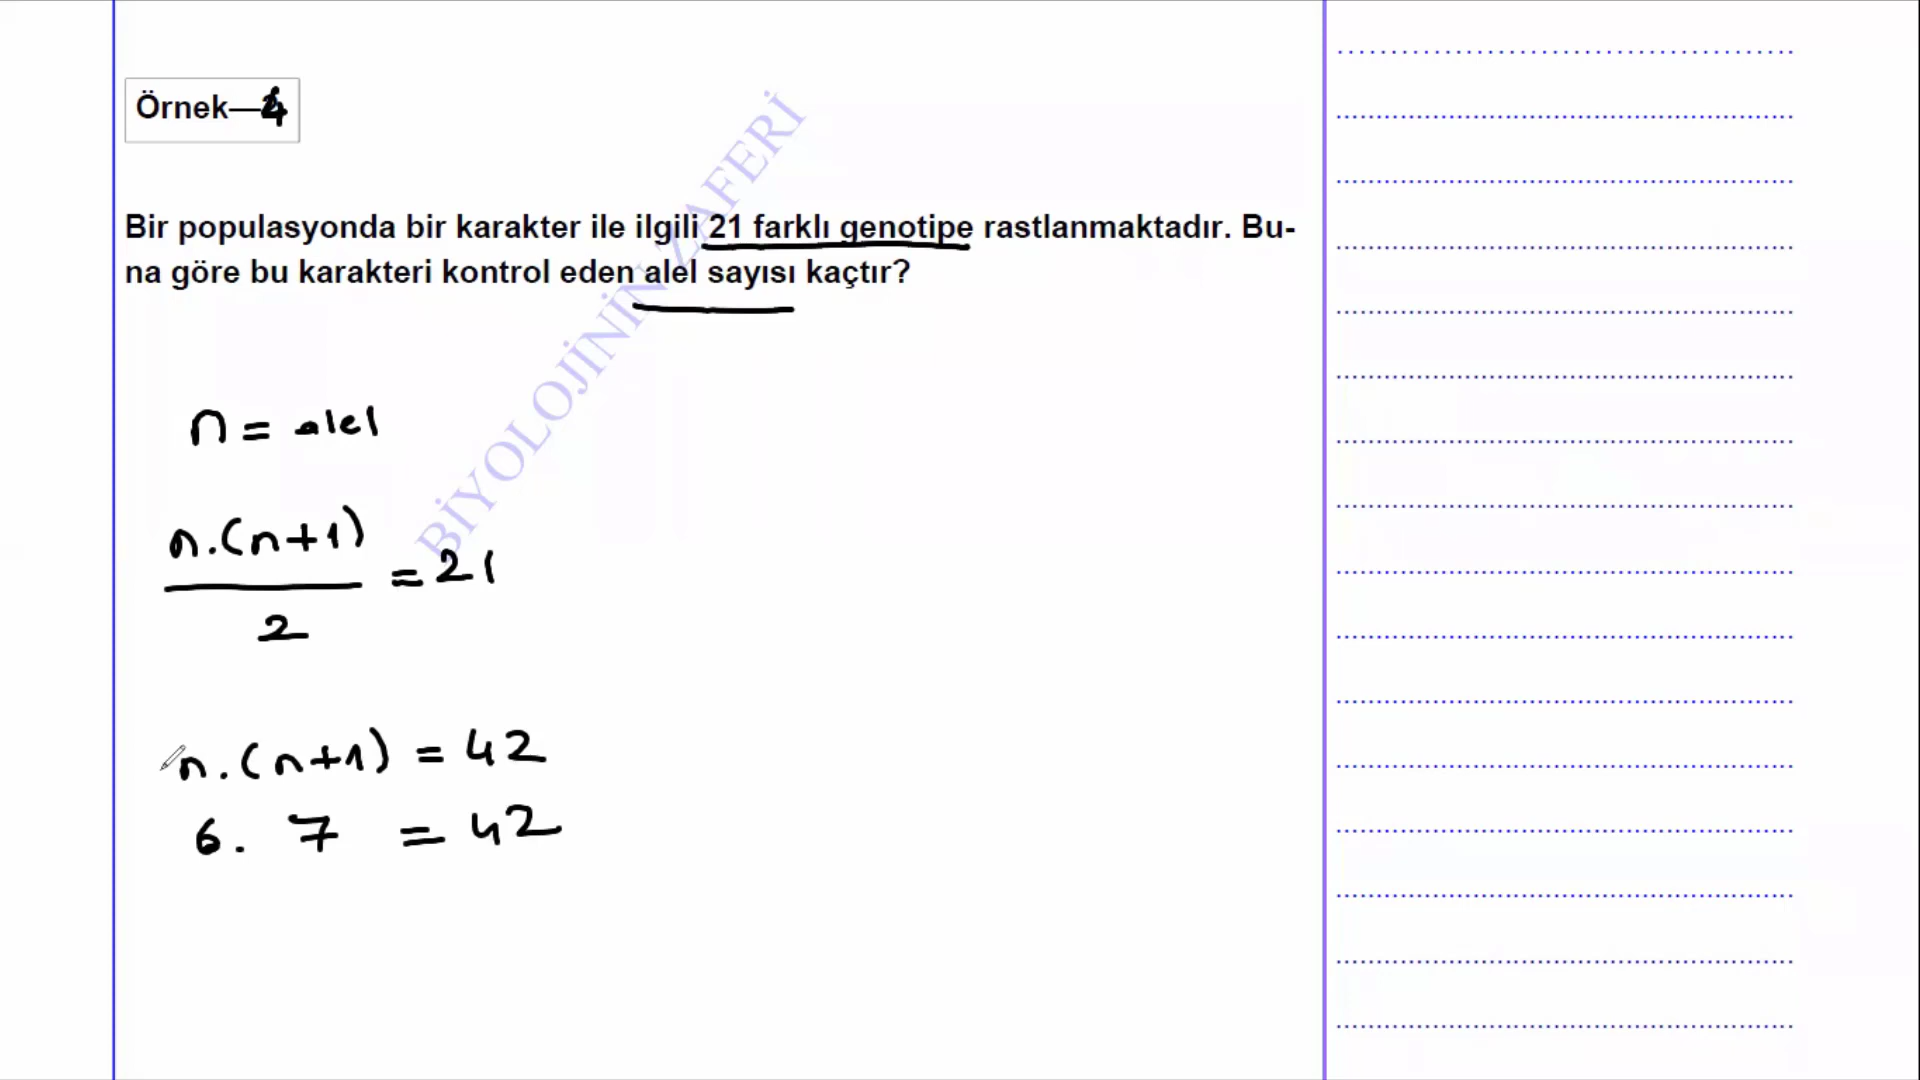 Örnek—4
Bir populasyonda bir karakter ile ilgili 21 farklı genotipe rastlanmaktadır. Bu-
na göre bu karakteri kontrol eden alel sayısı kaçtır?
BİYOLOJİNİN ZAFERİ
n = alel
n.(n+1)
= 21
2
n.(n+1) = 42
6. 7 = 42